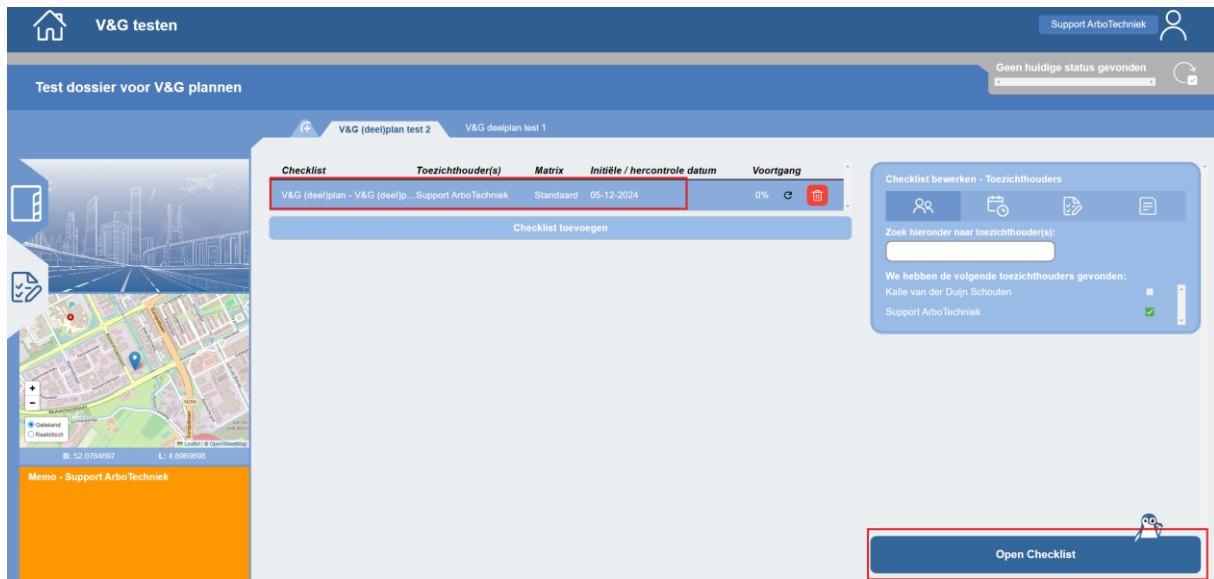 V&G testen
Support ArboTechniek
Geen huidige status gevonden
Test dossier voor V&G plannen
V&G (deel)plan test 2
V&G deelplan test 1
Checklist Toezichthouder(s) Matrix Initiële / hercontrole datum Voortgang
V&G (deel)plan - V&G (deel)p... Support ArboTechniek Standaard 05-12-2024 0%
Checklist toevoegen
Checklist bewerken - Toezichthouders
Zoek hieronder naar toezichthouder(s):
We hebben de volgende toezichthouders gevonden:
Katie van der Duijn Schouten
Support ArboTechniek
+
−
N204
Getekend
Realistisch
Leaflet | © OpenStreetMap
B: 52.0764697 L: 4.8969698
Memo - Support ArboTechniek
Open Checklist